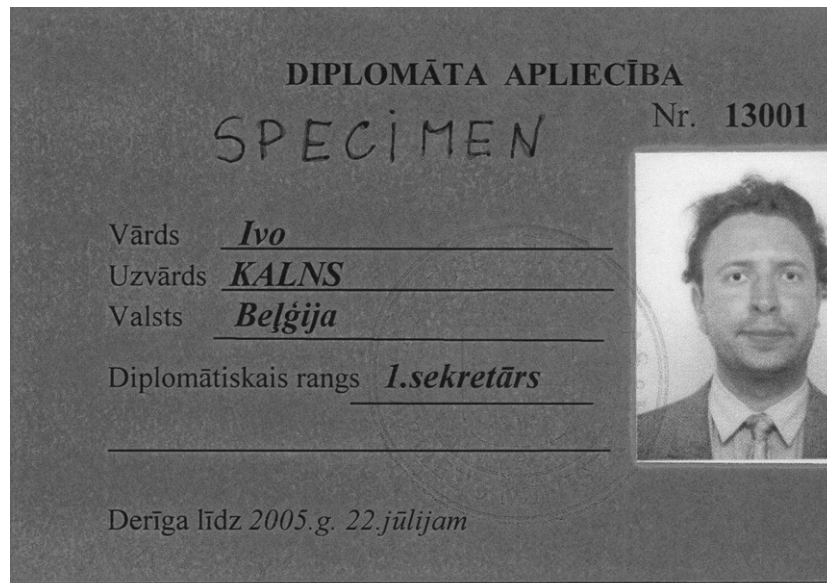 DIPLOMĀTA APLIECĪBA
SPECIMEN
Nr. 13001
Vārds Ivo
Uzvārds KALNS
Valsts Beļģija
Diplomātiskais rangs 1.sekretārs
Derīga līdz 2005.g. 22.jūlijam